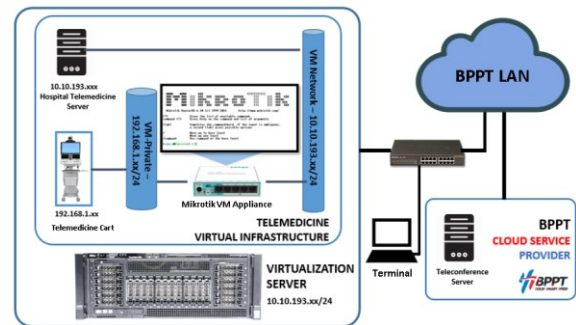 10.10.193.xxx
Hospital Telemedicine
Server
192.168.1.xx
Telemedicine Cart
VM-Private –
192.168.1.xx/24
MikroTik
Mikrotik VM Appliance
VM Network – 10.10.193.xx/24
TELEMEDICINE
VIRTUAL INFRASTRUCTURE
VIRTUALIZATION
SERVER
10.10.193.xx/24
BPPT LAN
Terminal
Teleconference
Server
BPPT
CLOUD SERVICE
PROVIDER
BPPT